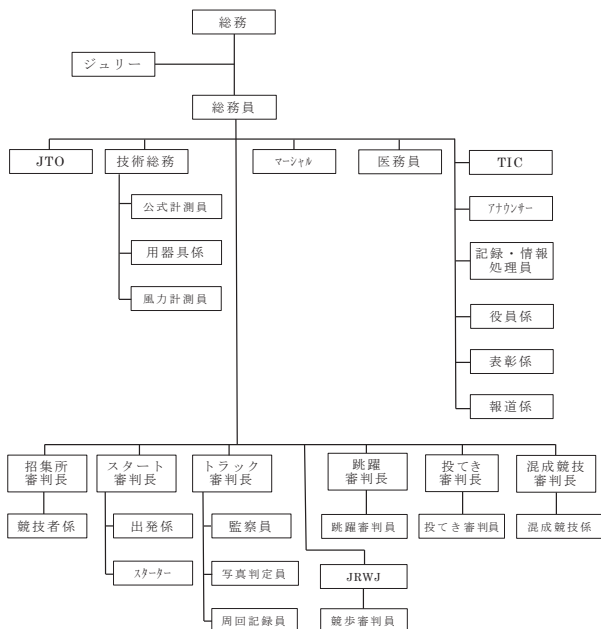 総務
ジュリー
総務員
JTO
技術総務
マーシャル
医務員
TIC
公式計測員
アナウンサー
用器具係
記録・情報
処理員
風力計測員
役員係
表彰係
報道係
招集所
審判長
スタート
審判長
トラック
審判長
跳躍
審判長
投てき
審判長
混成競技
審判長
競技者係
出発係
監察員
跳躍審判員
投てき審判員
混成競技係
スターター
写真判定員
JRWJ
周回記録員
競歩審判員